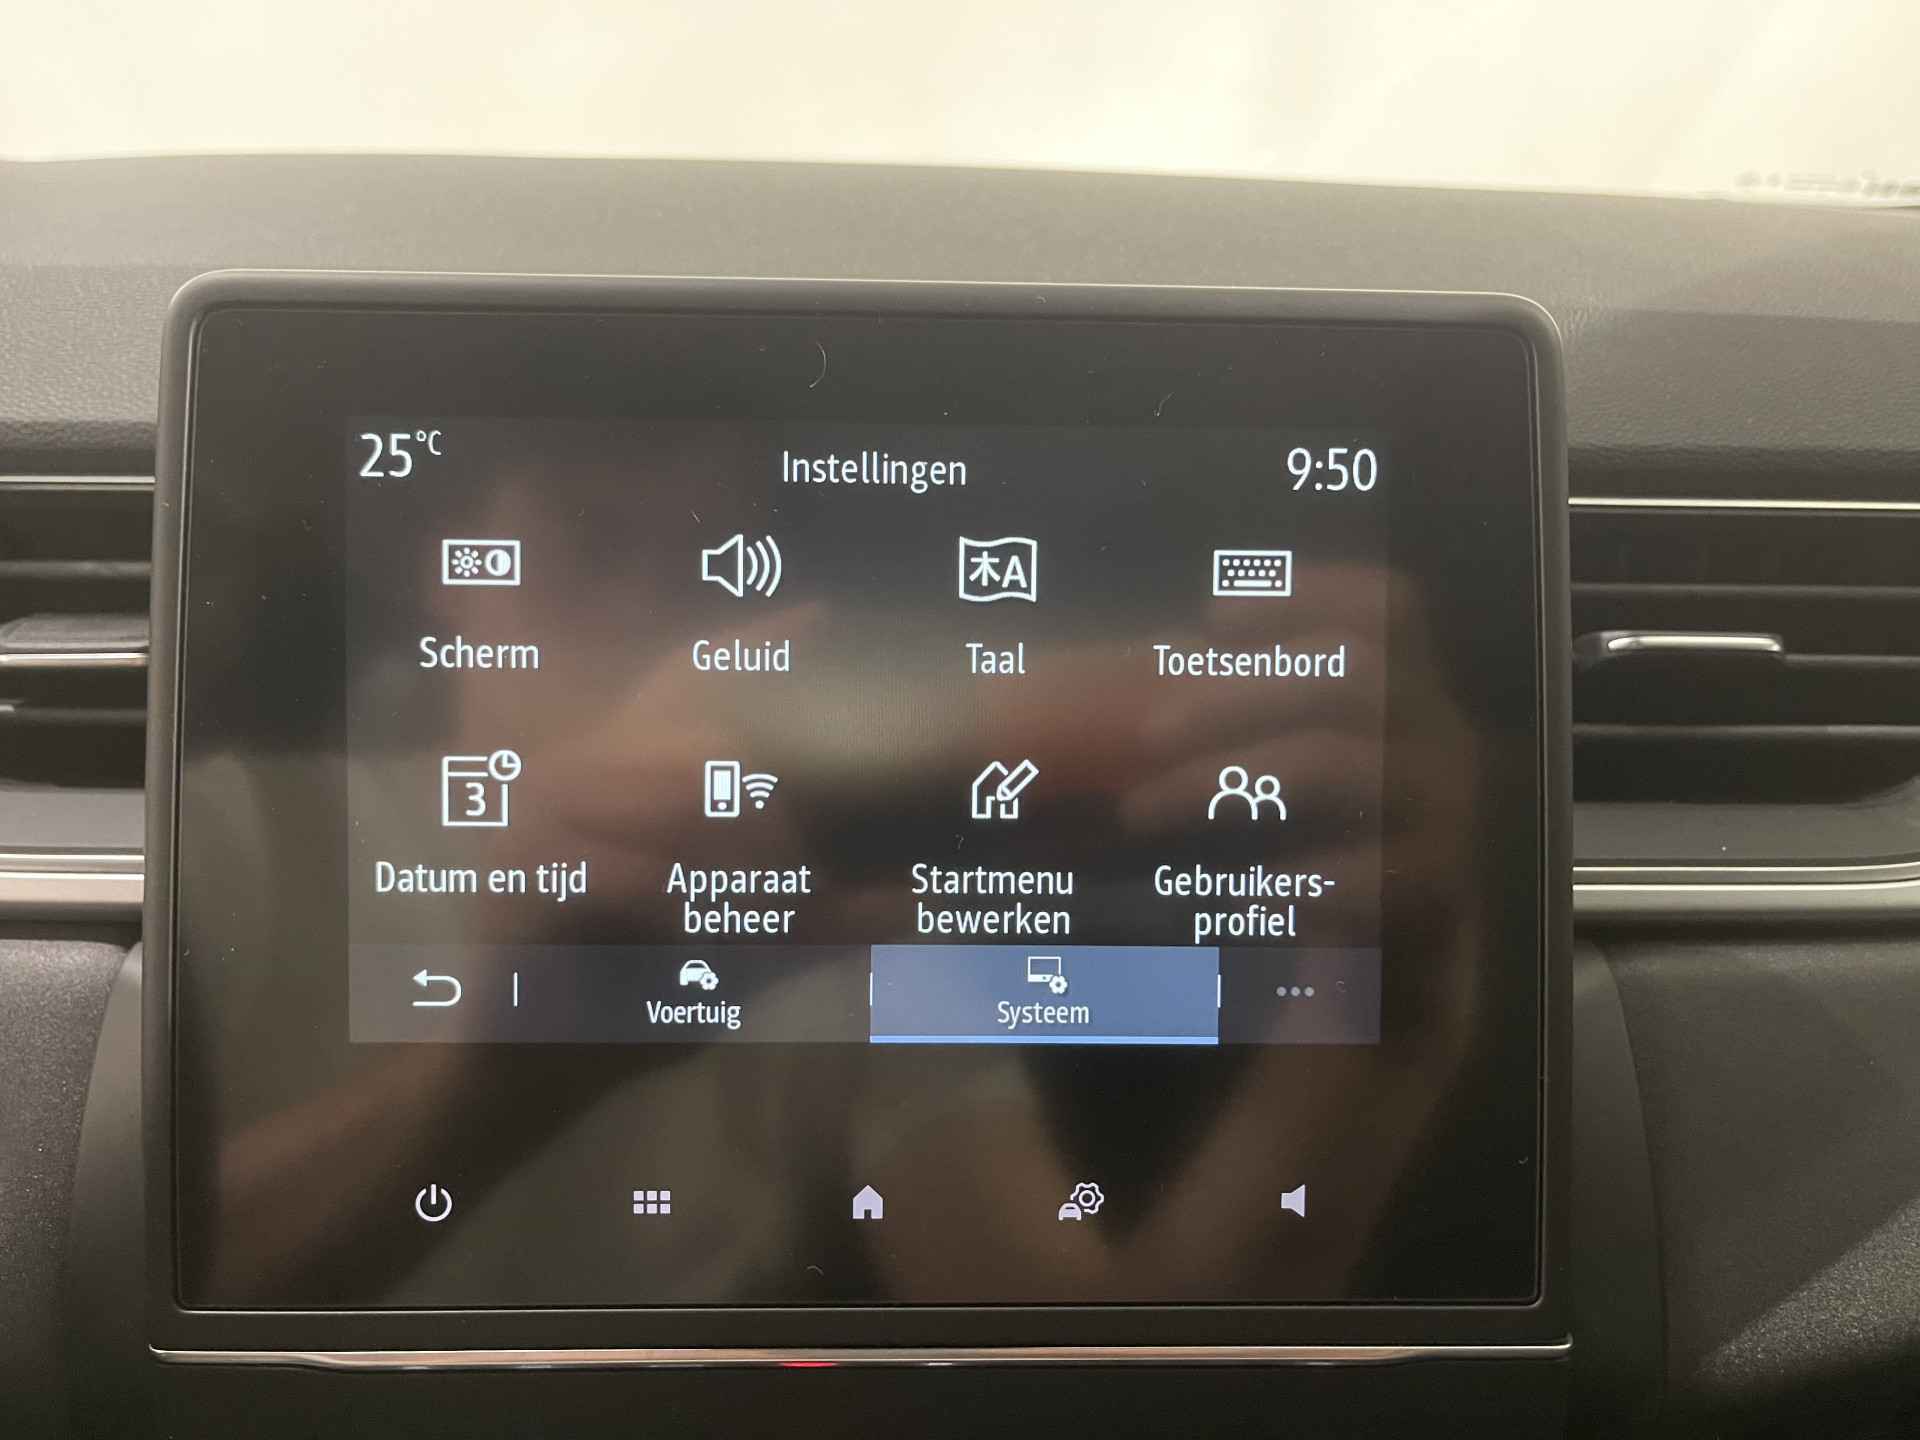 25°C Instellingen 9:50
Scherm Geluid Taal Toetsenbord
3
Datum en tijd Apparaat Startmenu Gebruikers-
beheer bewerken profiel
Voertuig Systeem